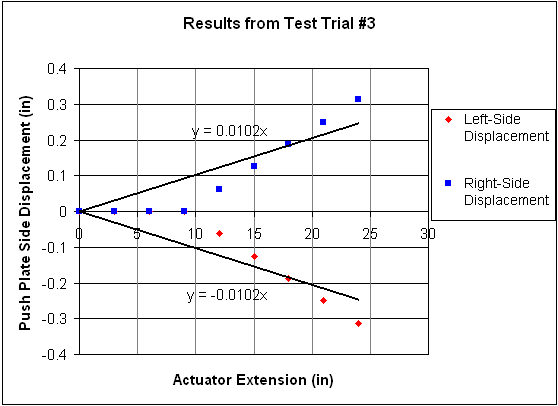 Results from Test Trial #3
Push Plate Side Displacement (in)
0.4
0.3
0.2
0.1
0
-0.1
-0.2
-0.3
-0.4
0 5 10 15 20 25 30
y = 0.0102x
y = -0.0102x
Actuator Extension (in)
Left-Side
Displacement
Right-Side
Displacement